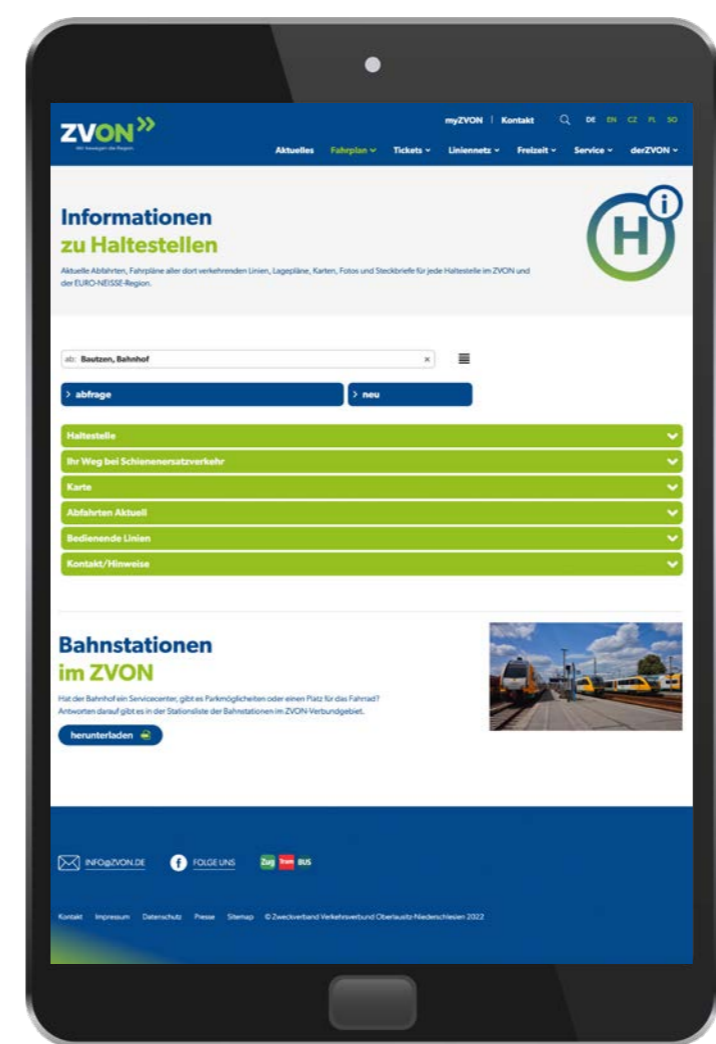 ZVON
Wir bewegen die Region.
myZVON | Kontakt DE EN CZ PL SO
Aktuelles Fahrplan Tickets Liniennetz Freizeit Service derZVON
Informationen
zu Haltestellen
Aktuelle Abfahrten, Fahrpläne aller dort verkehrenden Linien, Lagepläne, Karten, Fotos und Steckbriefe für jede Haltestelle im ZVON und
der EURO-NEISSE-Region.
H i
ab: Bautzen, Bahnhof ×
> abfrage > neu
Haltestelle
Ihr Weg bei Schienenersatzverkehr
Karte
Abfahrten Aktuell
Bedienende Linien
Kontakt/Hinweise
Bahnstationen
im ZVON
Hat der Bahnhof ein Servicecenter, gibt es Parkmöglicheiten oder einen Platz für das Fahrrad?
Antworten darauf gibt es in der Stationsliste der Bahnstationen im ZVON-Verbundgebiet.
herunterladen
INFO@ZVON.DE FOLGE UNS Zug Tram BUS
Kontakt Impressum Datenschutz Presse Sitemap © Zweckverband Verkehrsverbund Oberlausitz-Niederschlesien 2022